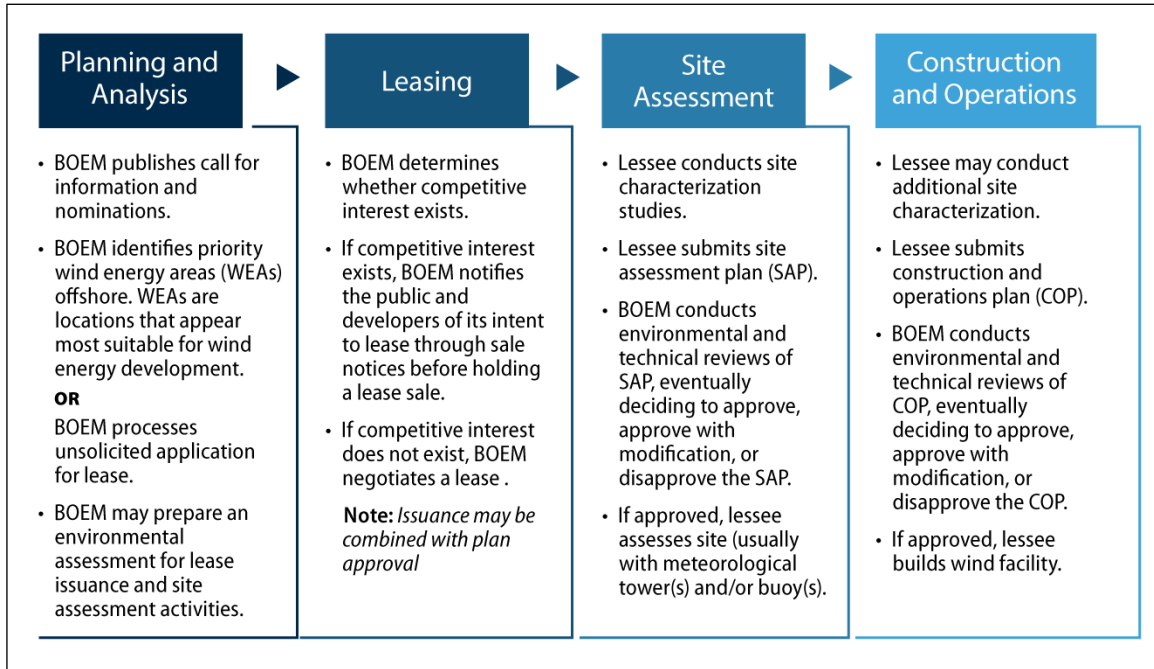 Planning and
Analysis
• BOEM publishes call for
information and
nominations.
• BOEM identifies priority
wind energy areas (WEAs)
offshore. WEAs are
locations that appear
most suitable for wind
energy development.
OR
BOEM processes
unsolicited application
for lease.
• BOEM may prepare an
environmental
assessment for lease
issuance and site
assessment activities.
Leasing
• BOEM determines
whether competitive
interest exists.
• If competitive interest
exists, BOEM notifies
the public and
developers of its intent
to lease through sale
notices before holding
a lease sale.
• If competitive interest
does not exist, BOEM
negotiates a lease .
Note: Issuance may be
combined with plan
approval
Site
Assessment
• Lessee conducts site
characterization
studies.
• Lessee submits site
assessment plan (SAP).
• BOEM conducts
environmental and
technical reviews of
SAP, eventually
deciding to approve,
approve with
modification, or
disapprove the SAP.
• If approved, lessee
assesses site (usually
with meteorological
tower(s) and/or buoy(s).
Construction
and Operations
• Lessee may conduct
additional site
characterization.
• Lessee submits
construction and
operations plan (COP).
• BOEM conducts
environmental and
technical reviews of
COP, eventually
deciding to approve,
approve with
modification, or
disapprove the COP.
• If approved, lessee
builds wind facility.